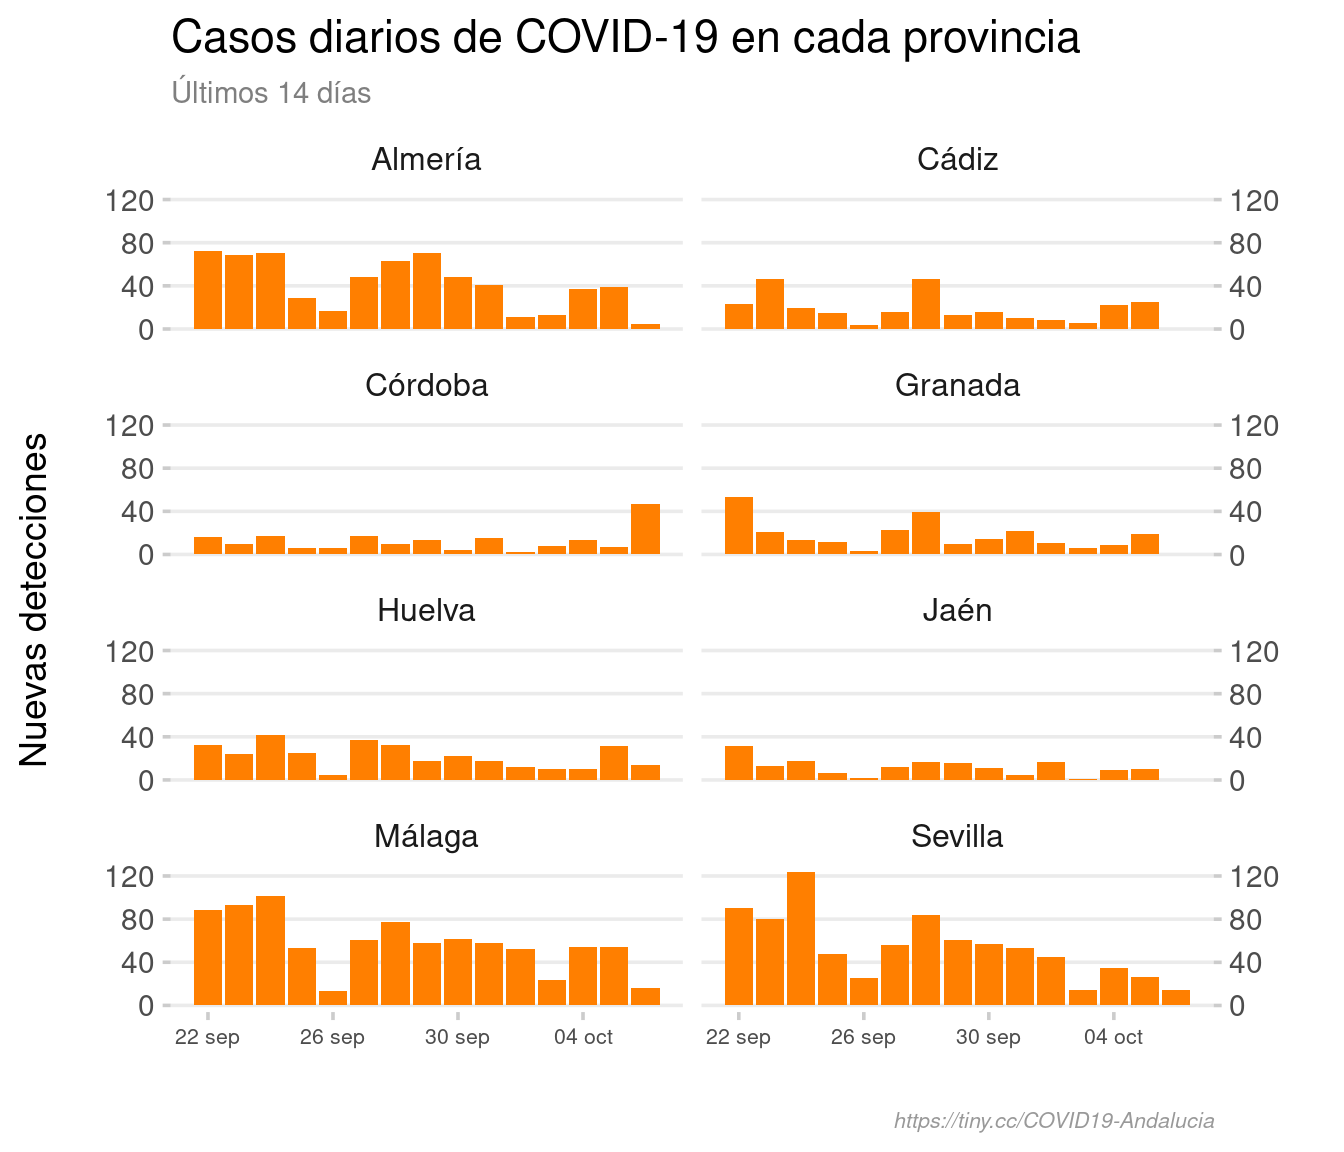 Casos diarios de COVID-19 en cada provincia
Últimos 14 días
Nuevas detecciones
Almería
Cádiz
120
80
40
0
120
80
40
0
Córdoba
Granada
120
80
40
0
120
80
40
0
Huelva
Jaén
120
80
40
0
120
80
40
0
Málaga
Sevilla
120
80
40
0
120
80
40
0
22 sep 26 sep 30 sep 04 oct
22 sep 26 sep 30 sep 04 oct
https://tiny.cc/COVID19-Andalucia